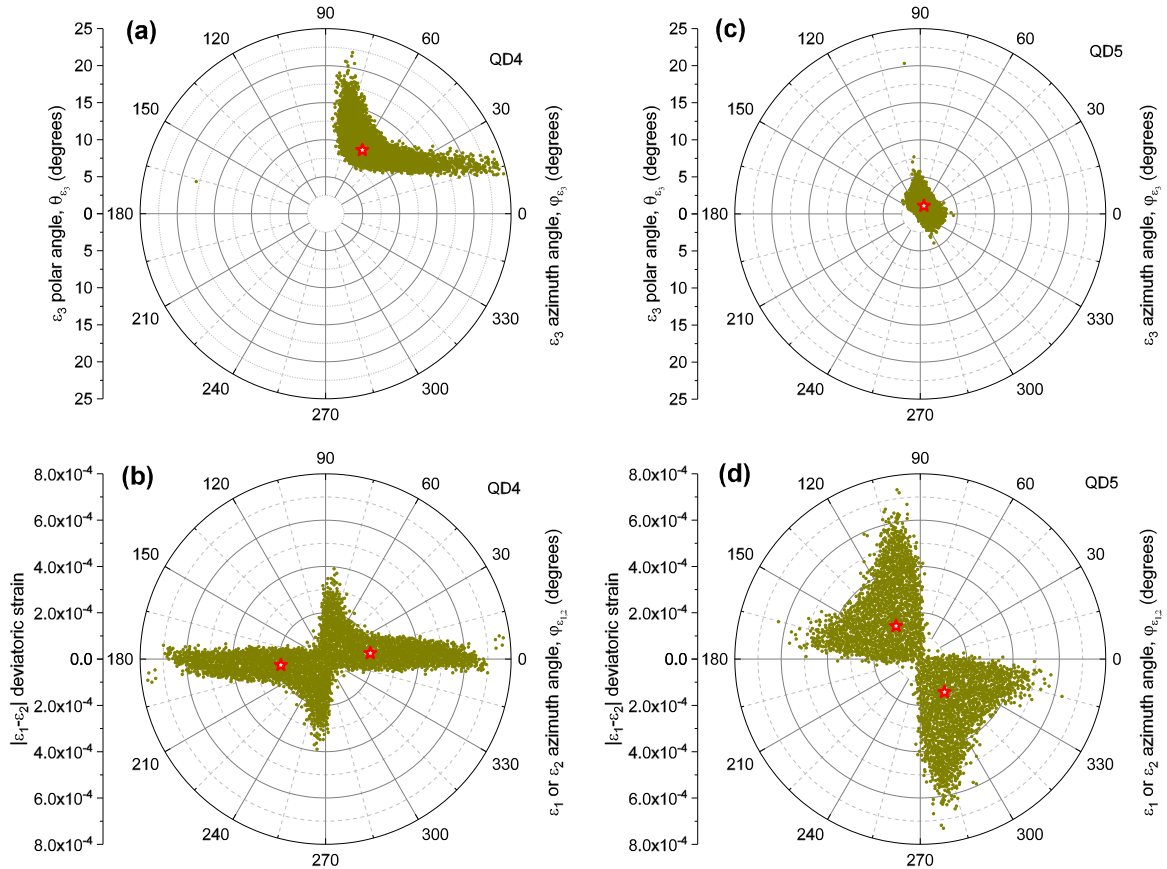 (a)
QD4
ε3 polar angle, θε3 (degrees)
25
20
15
10
5
0
5
10
15
20
25
90
60
30
0
330
300
270
240
210
180
150
120
ε3 azimuth angle, φε3 (degrees)
(c)
QD5
ε3 polar angle, θε3 (degrees)
25
20
15
10
5
0
5
10
15
20
25
90
60
30
0
330
300
270
240
210
180
150
120
ε3 azimuth angle, φε3 (degrees)
(b)
QD4
|ε1-ε2| deviatoric strain
8.0x10-4
6.0x10-4
4.0x10-4
2.0x10-4
0.0
2.0x10-4
4.0x10-4
6.0x10-4
8.0x10-4
90
60
30
0
330
300
270
240
210
180
150
120
ε1 or ε2 azimuth angle, φε1,2 (degrees)
(d)
QD5
|ε1-ε2| deviatoric strain
8.0x10-4
6.0x10-4
4.0x10-4
2.0x10-4
0.0
2.0x10-4
4.0x10-4
6.0x10-4
8.0x10-4
90
60
30
0
330
300
270
240
210
180
150
120
ε1 or ε2 azimuth angle, φε1,2 (degrees)